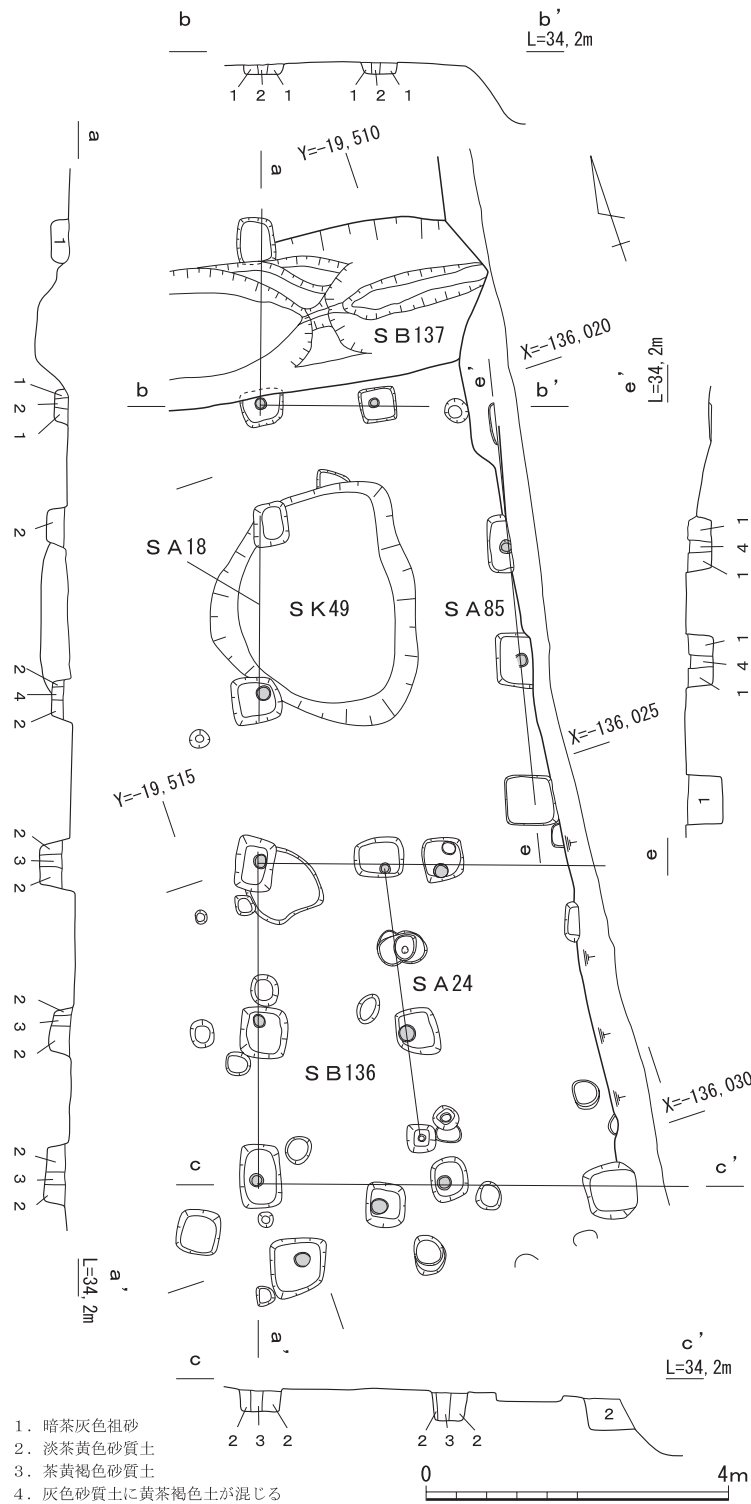 b
b'
L=34,2m
1 2 1
1 2 1
a
Y=-19,510
a
1
SB137
X=-136,020
e'
L=34,2m
e'
b
b'
1
2
1
2
SA18
SK49
SA85
1
4
1
2
4
2
1
4
1
X=-136,025
Y=-19,515
1
e
e
2
3
2
SA24
2
3
2
SB136
X=-136,030
2
3
2
c
c'
a'
L=34,2m
a'
c
c'
L=34,2m
2 3 2
2 3 2
2
1. 暗茶灰色祖砂
2. 淡茶黄色砂質土
3. 茶黄褐色砂質土
4. 灰色砂質土に黄茶褐色土が混じる
0 4m